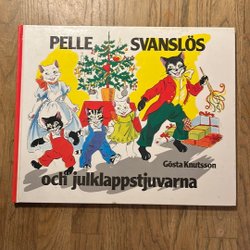 PELLE SVANSLÖS
Gösta Knutsson
och julklappstjuvarna